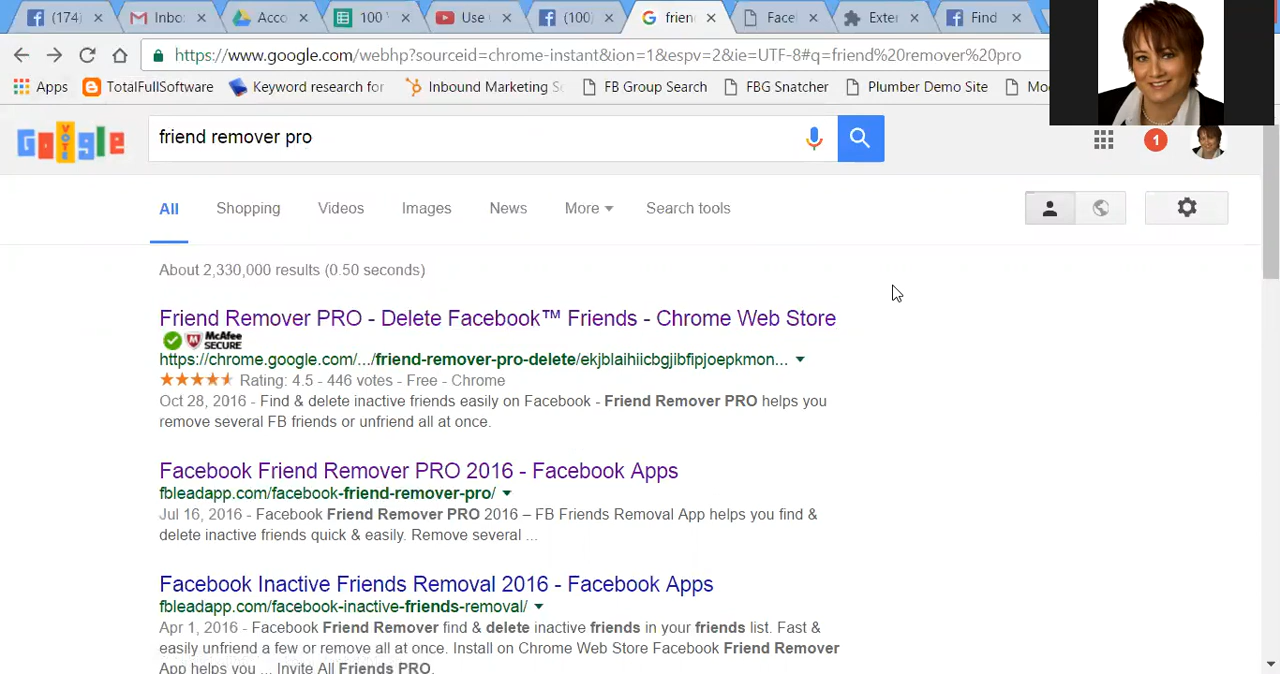 (174)
Inbo
Acco
100
Use
(100)
frien
Face
Exter
Find
https://www.google.com/webhp?sourceid=chrome-instant&ion=1&espv=2&ie=UTF-8#q=friend%20remover%20pro
Apps
TotalFullSoftware
Keyword research for
Inbound Marketing S
FB Group Search
FBG Snatcher
Plumber Demo Site
Mo
VOTE
friend remover pro
1
All
Shopping
Videos
Images
News
More
Search tools
About 2,330,000 results (0.50 seconds)
Friend Remover PRO - Delete Facebook™ Friends - Chrome Web Store
McAfee
SECURE
https://chrome.google.com/.../friend-remover-pro-delete/ekjblaihiicbgjibfipjoepkmon...
Rating: 4.5 - 446 votes - Free - Chrome
Oct 28, 2016 - Find & delete inactive friends easily on Facebook - Friend Remover PRO helps you
remove several FB friends or unfriend all at once.
Facebook Friend Remover PRO 2016 - Facebook Apps
fbleadapp.com/facebook-friend-remover-pro/
Jul 16, 2016 - Facebook Friend Remover PRO 2016 – FB Friends Removal App helps you find &
delete inactive friends quick & easily. Remove several ...
Facebook Inactive Friends Removal 2016 - Facebook Apps
fbleadapp.com/facebook-inactive-friends-removal/
Apr 1, 2016 - Facebook Friend Remover find & delete inactive friends in your friends list. Fast &
easily unfriend a few or remove all at once. Install on Chrome Web Store Facebook Friend Remover
App helps you ... Invite All Friends PRO.